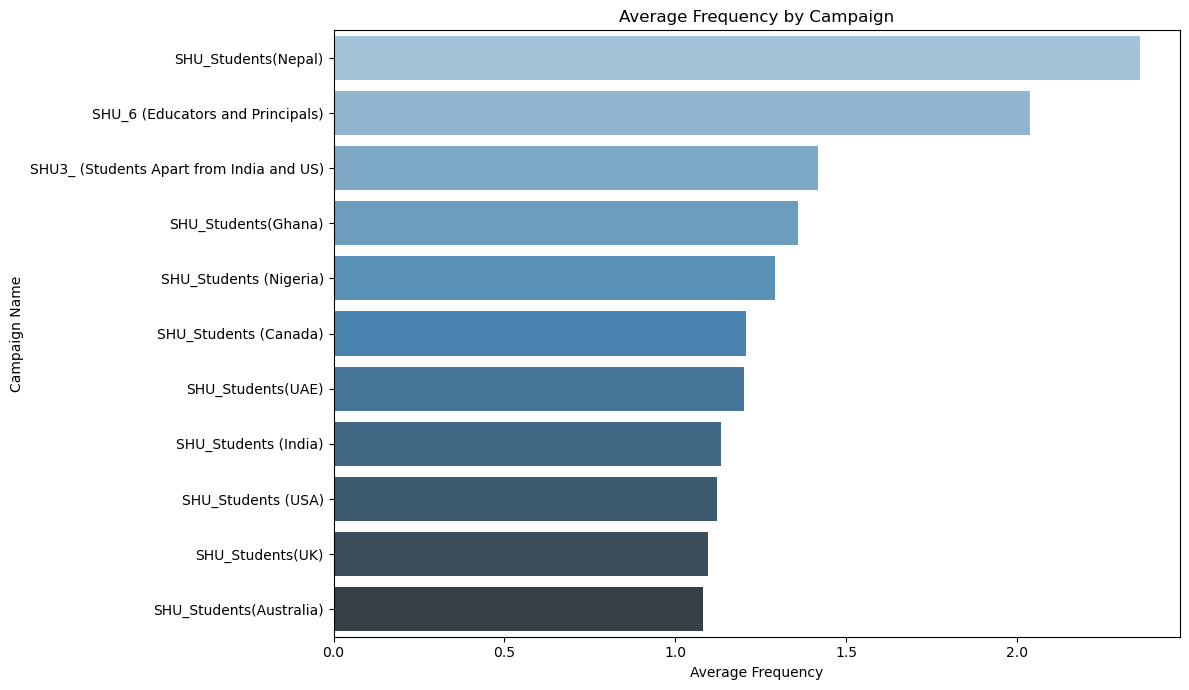 Average Frequency by Campaign
Campaign Name
SHU_Students(Nepal)
SHU_6 (Educators and Principals)
SHU3_ (Students Apart from India and US)
SHU_Students(Ghana)
SHU_Students (Nigeria)
SHU_Students (Canada)
SHU_Students(UAE)
SHU_Students (India)
SHU_Students (USA)
SHU_Students(UK)
SHU_Students(Australia)
0.0 0.5 1.0 1.5 2.0
Average Frequency